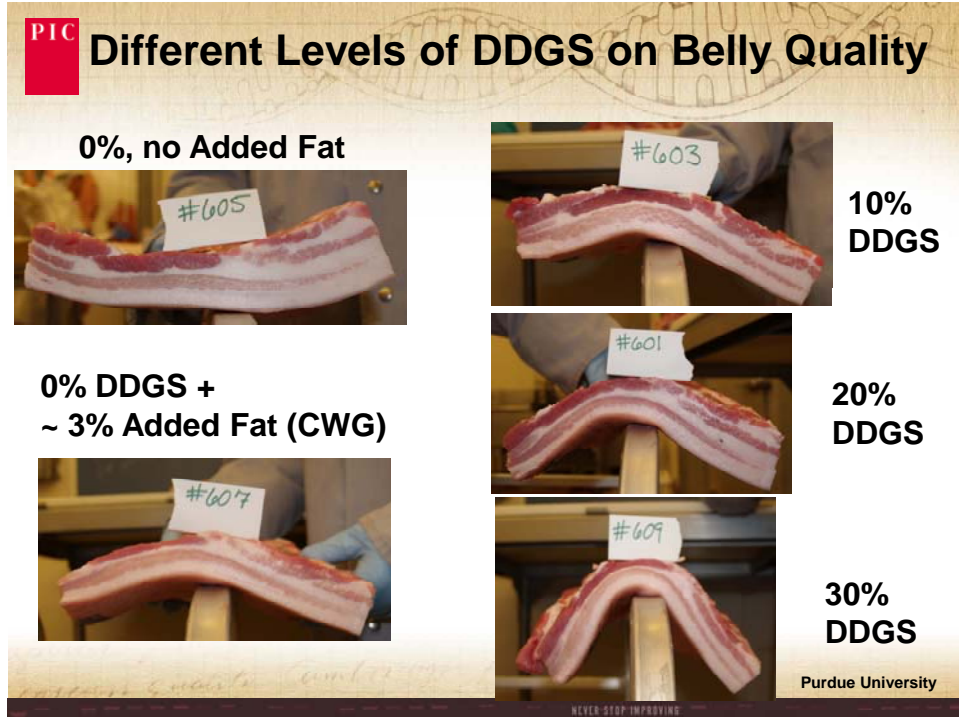 PIC
Different Levels of DDGS on Belly Quality
0%, no Added Fat
#605
0% DDGS +
~ 3% Added Fat (CWG)
#607
#603
10%
DDGS
#601
20%
DDGS
#609
30%
DDGS
Purdue University
NEVER STOP IMPROVING